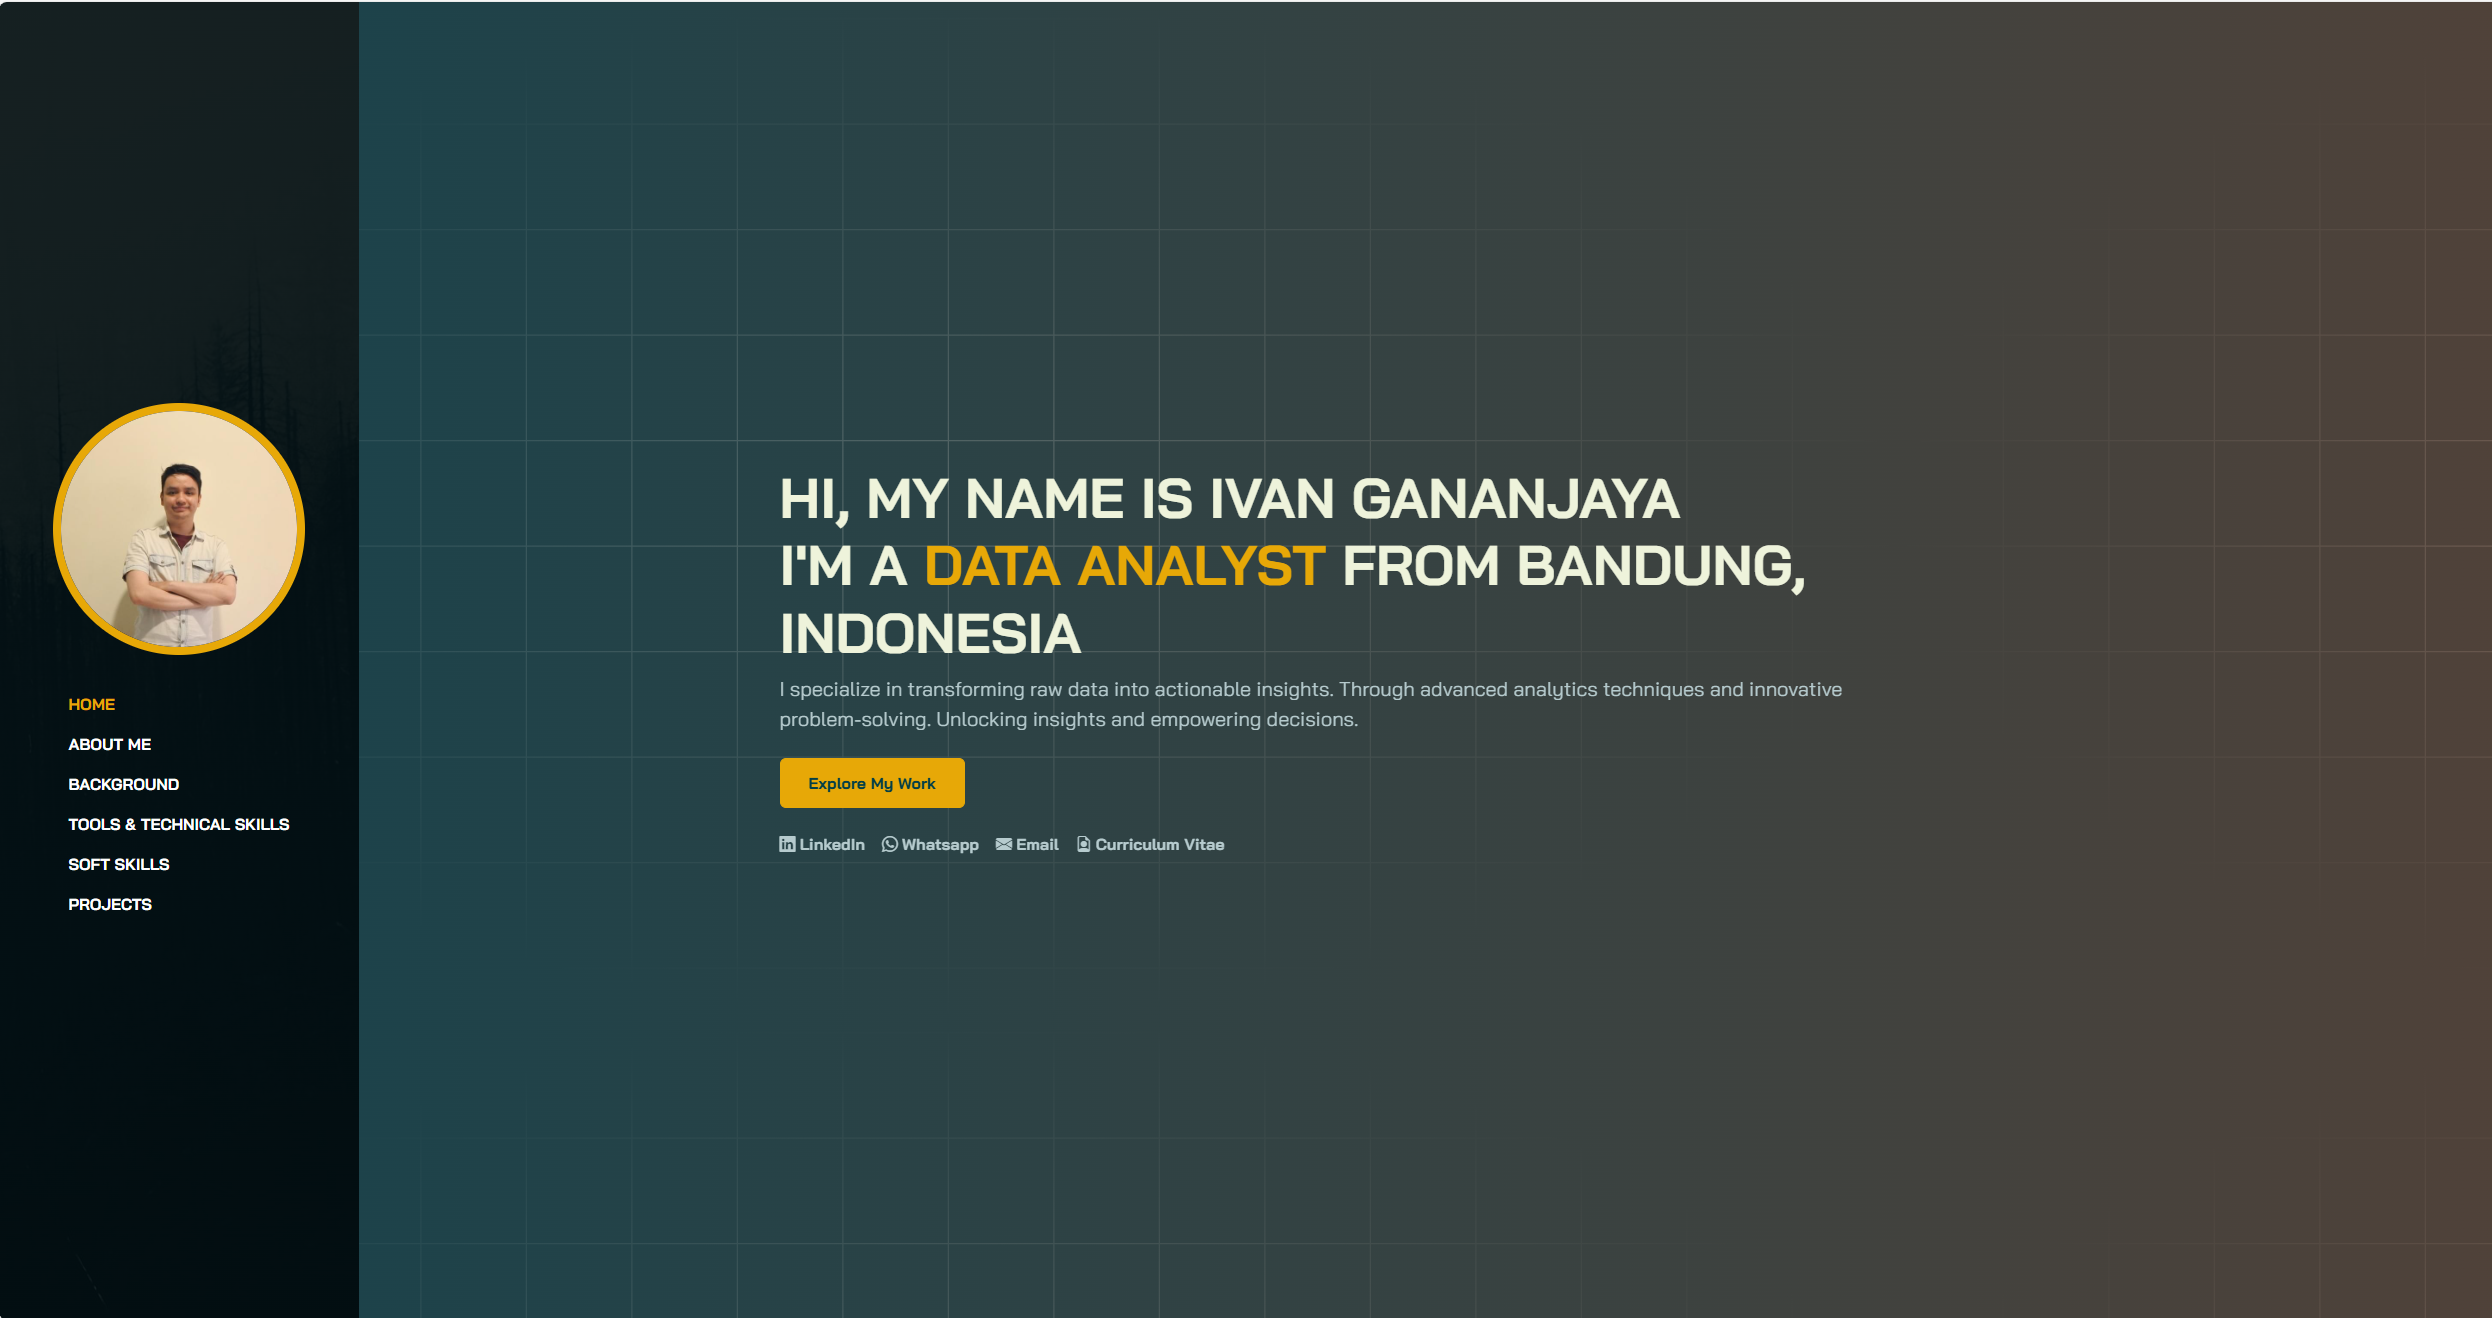 HOME
ABOUT ME
BACKGROUND
TOOLS & TECHNICAL SKILLS
SOFT SKILLS
PROJECTS
HI, MY NAME IS IVAN GANANJAYA
I'M A DATA ANALYST FROM BANDUNG,
INDONESIA
I specialize in transforming raw data into actionable insights. Through advanced analytics techniques and innovative
problem-solving. Unlocking insights and empowering decisions.
Explore My Work
LinkedIn Whatsapp Email Curriculum Vitae